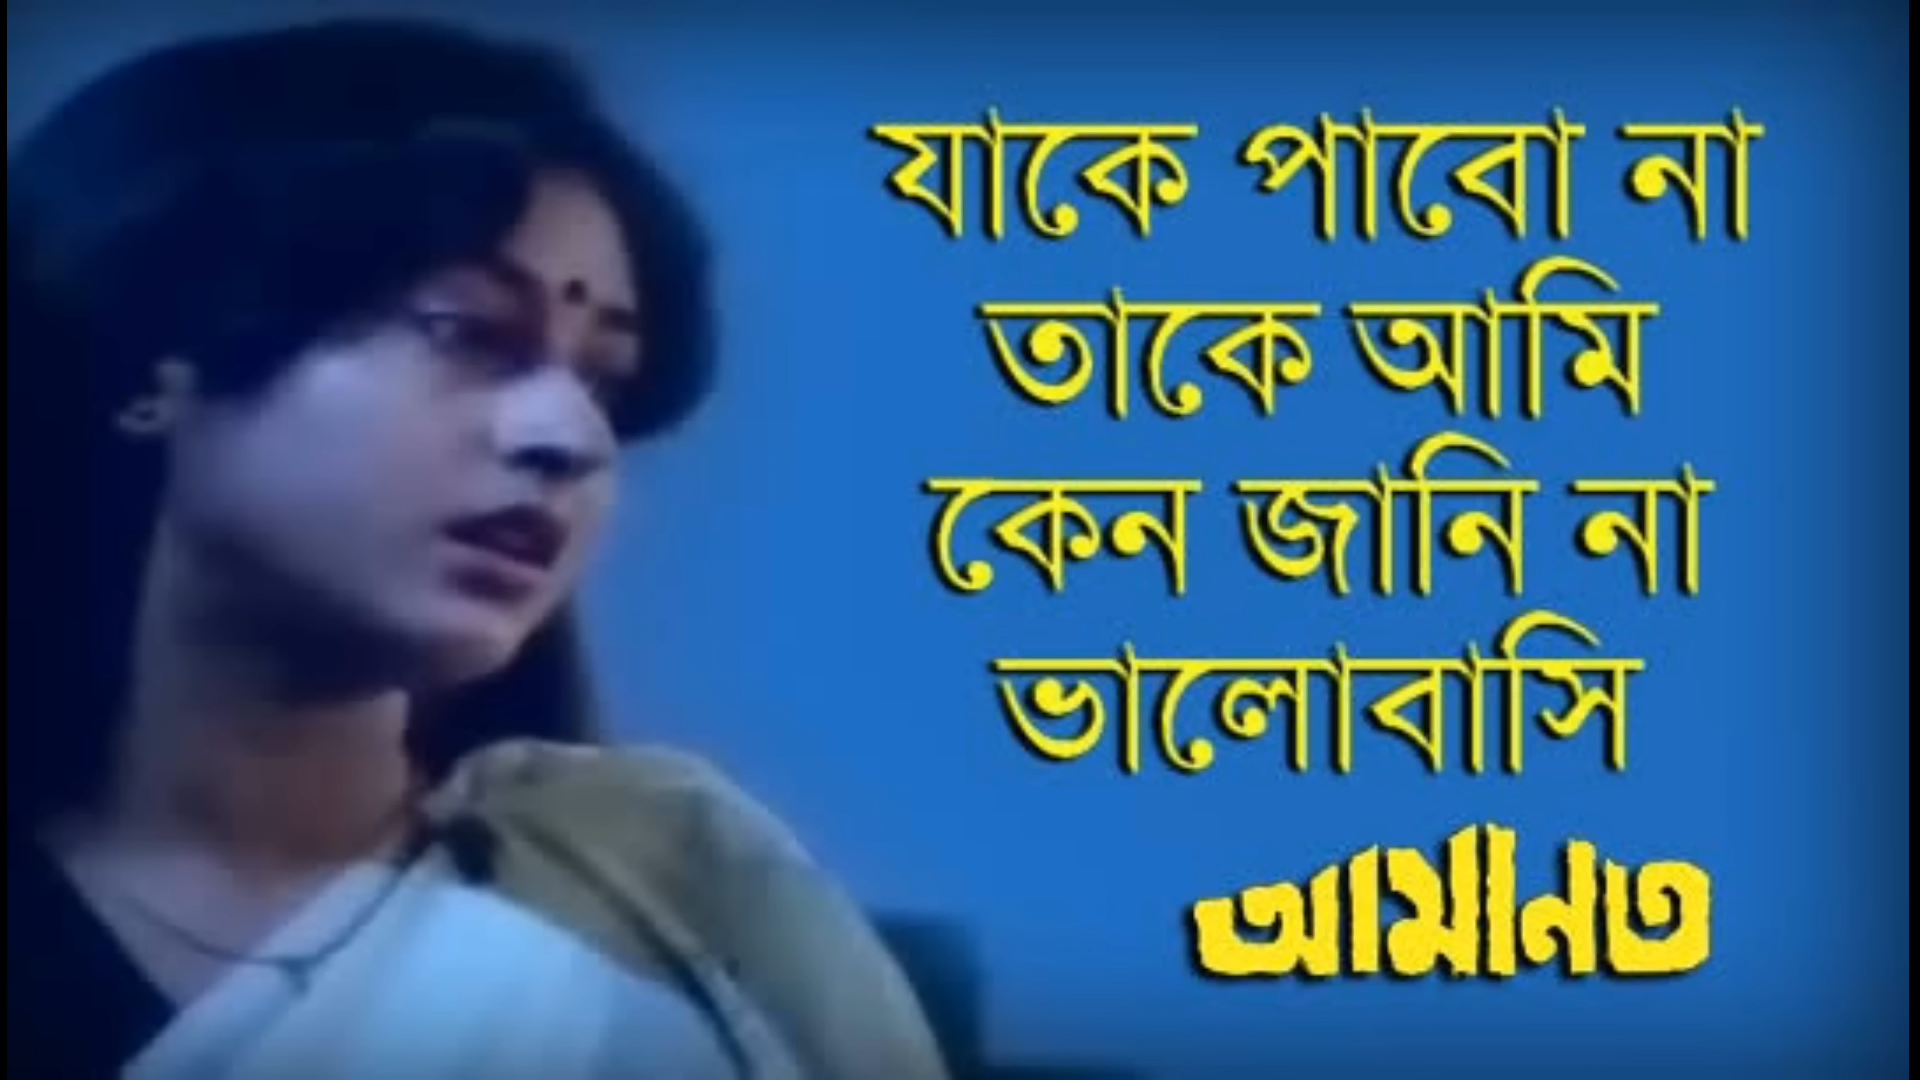 যাকে পাবো না
তাকে আমি
কেন জানি না
ভালোবাসি
আমানত